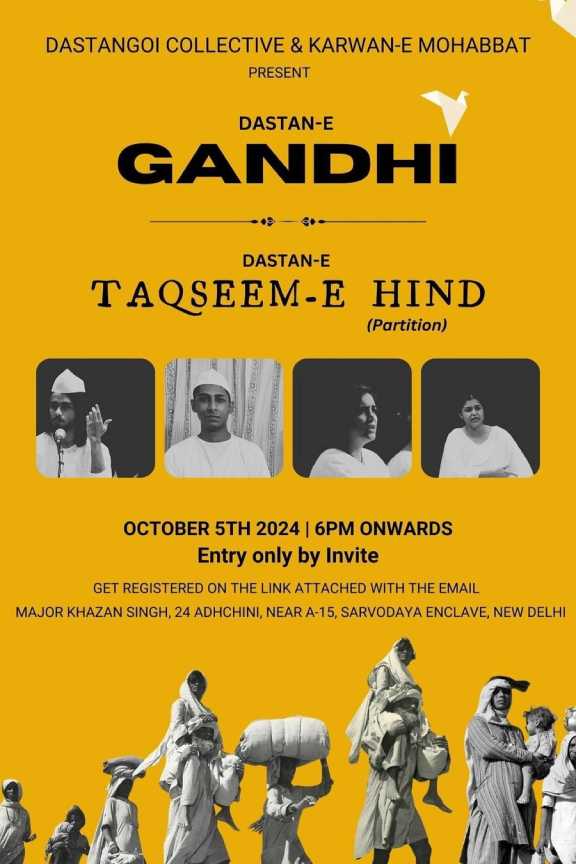 DASTANGOI COLLECTIVE & KARWAN-E MOHABBAT
PRESENT
DASTAN-E
GANDHI
DASTAN-E
TAQSEEM-E HIND
(Partition)
OCTOBER 5TH 2024 | 6PM ONWARDS
Entry only by Invite
GET REGISTERED ON THE LINK ATTACHED WITH THE EMAIL
MAJOR KHAZAN SINGH, 24 ADHCHINI, NEAR A-15, SARVODAYA ENCLAVE, NEW DELHI